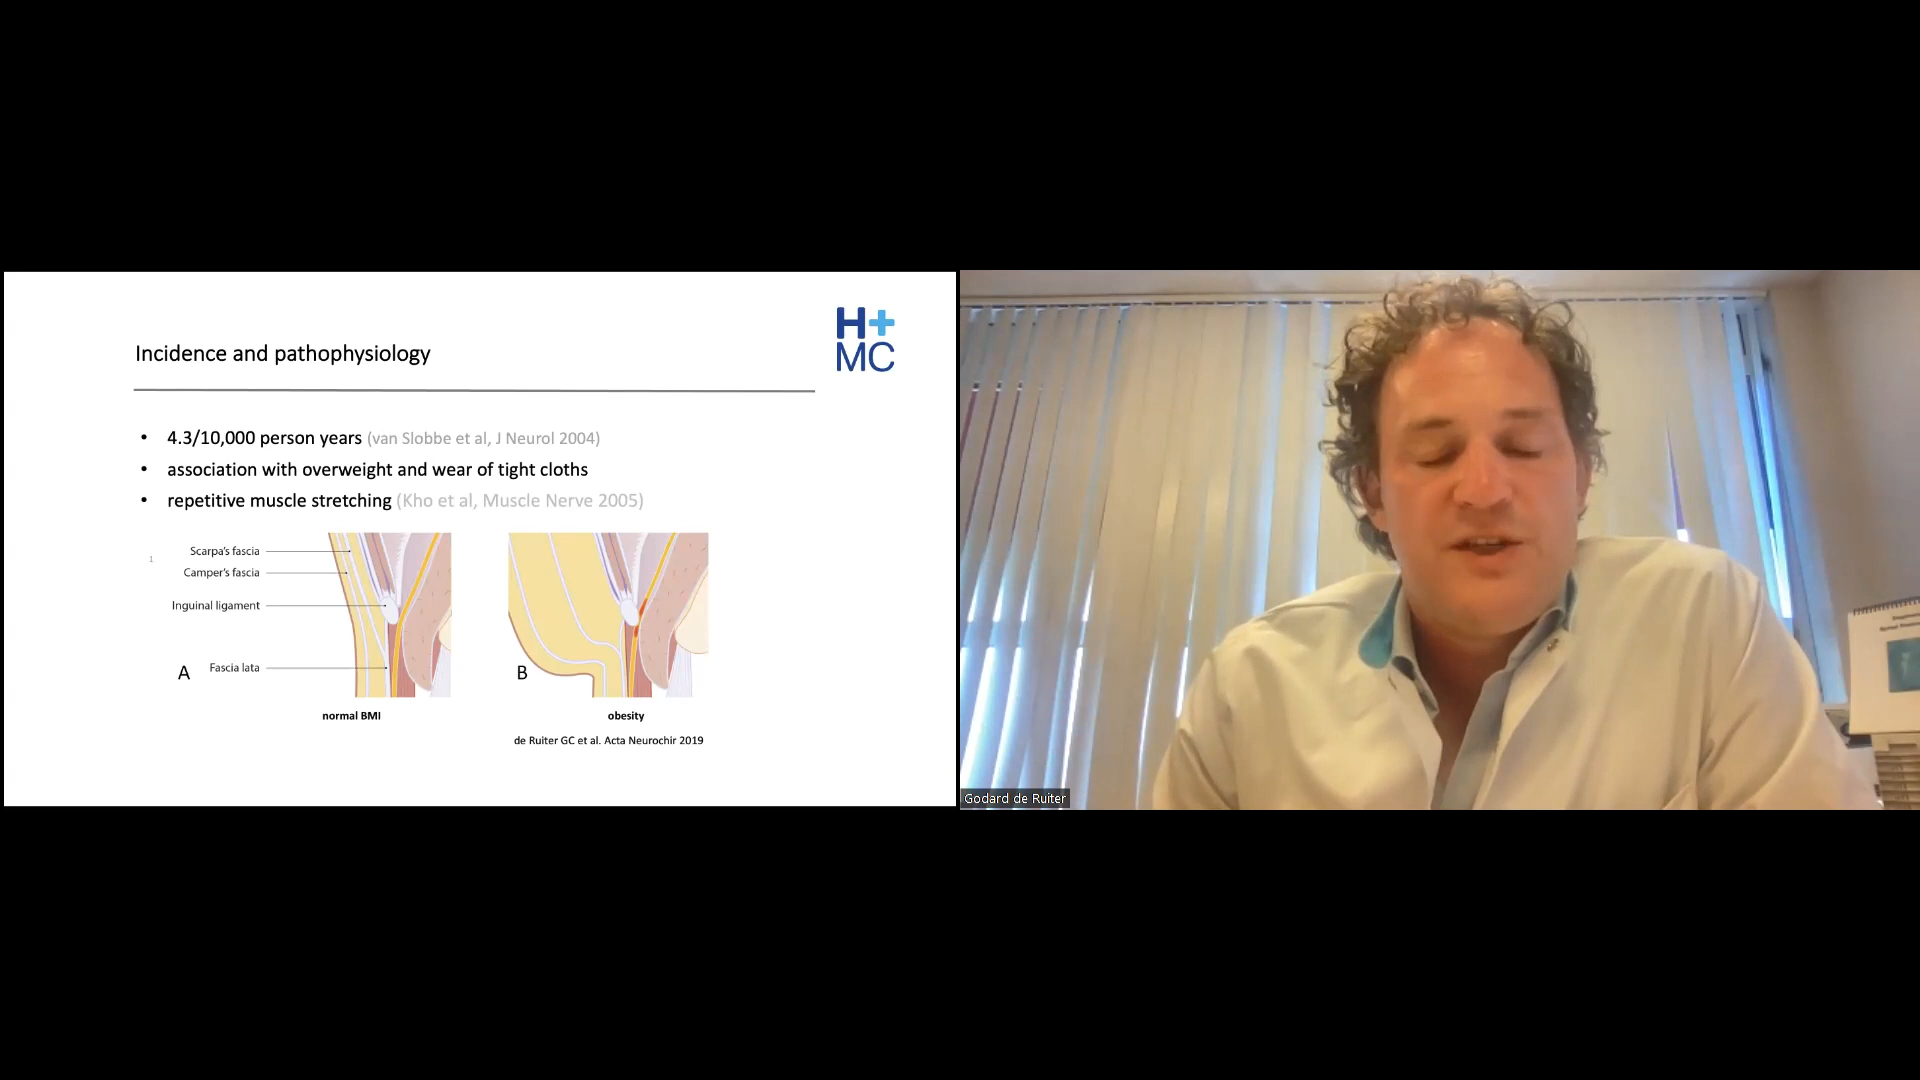 H+
MC
Incidence and pathophysiology
• 4.3/10,000 person years (van Slobbe et al, J Neurol 2004)
• association with overweight and wear of tight cloths
• repetitive muscle stretching (Kho et al, Muscle Nerve 2005)
1
Scarpa's fascia
Camper's fascia
Inguinal ligament
Fascia lata
A
B
normal BMI
obesity
de Ruiter GC et al. Acta Neurochir 2019
Godard de Ruiter